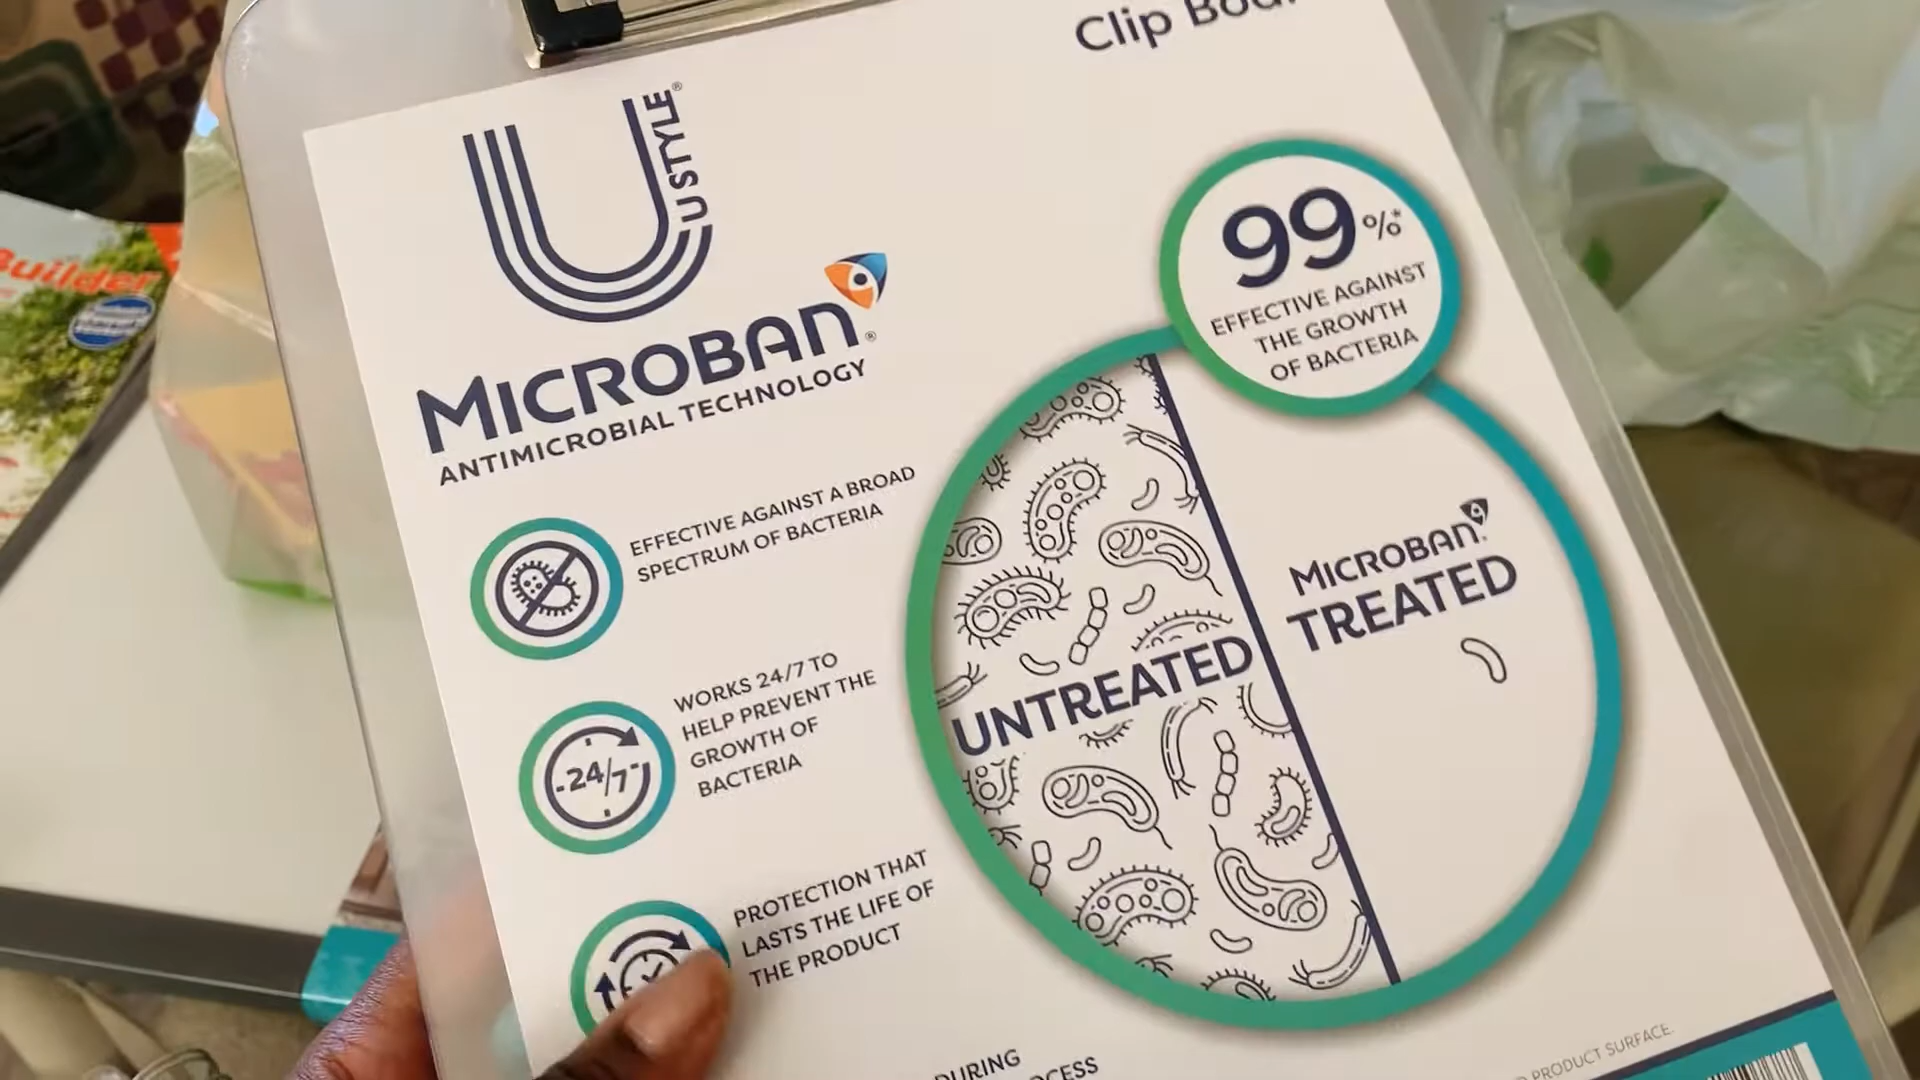 Clip
U STYLE®
MICROBAN®
ANTIMICROBIAL TECHNOLOGY
99%*
EFFECTIVE AGAINST
THE GROWTH
OF BACTERIA
EFFECTIVE AGAINST A BROAD
SPECTRUM OF BACTERIA
24/7
WORKS 24/7 TO
HELP PREVENT THE
GROWTH OF
BACTERIA
PROTECTION THAT
LASTS THE LIFE OF
THE PRODUCT
UNTREATED
MICROBAN®
TREATED
DURING
PRODUCT SURFACE.
Builder